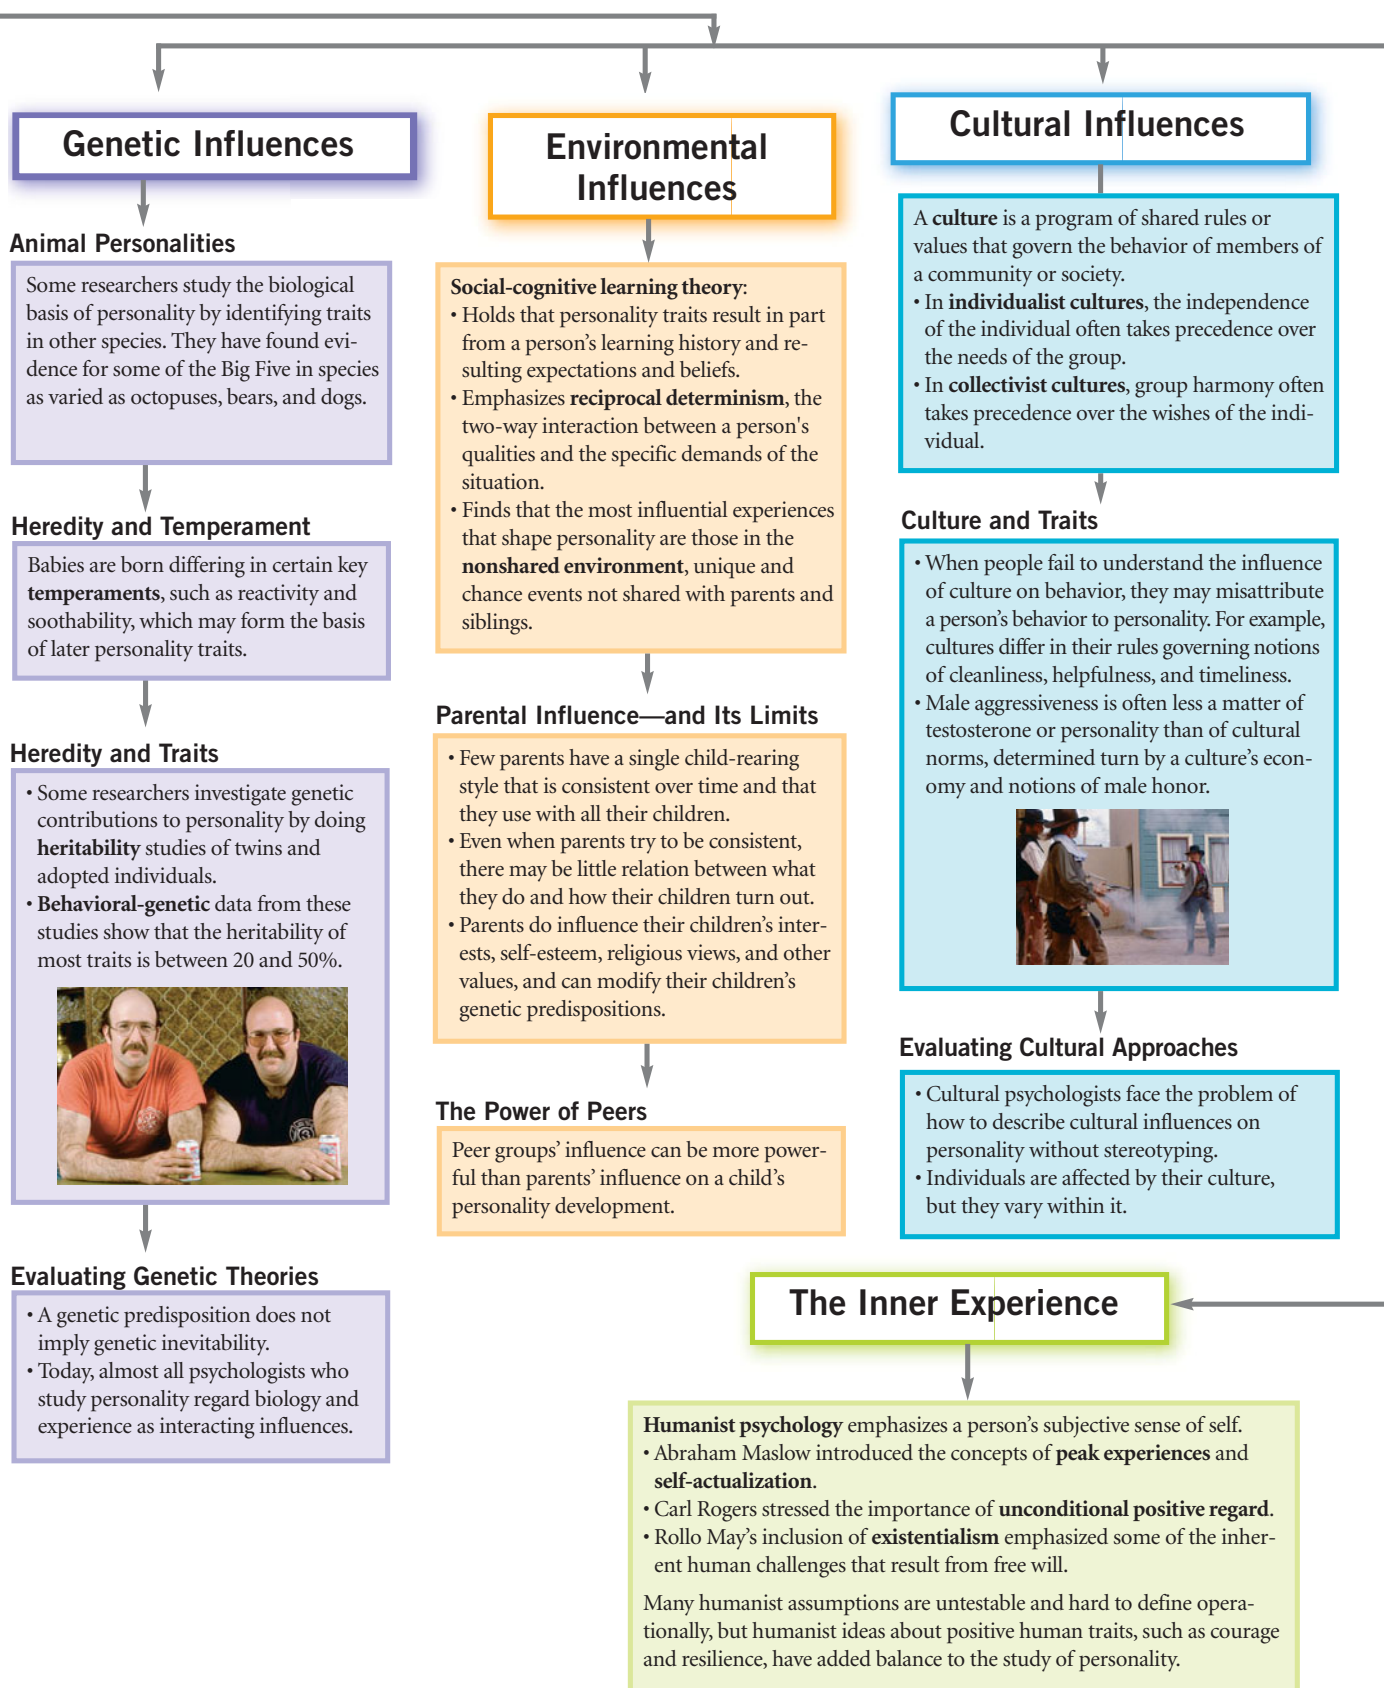 Genetic Influences
Animal Personalities
Some researchers study the biological
basis of personality by identifying traits
in other species. They have found evi-
dence for some of the Big Five in species
as varied as octopuses, bears, and dogs.
Heredity and Temperament
Babies are born differing in certain key
temperaments, such as reactivity and
soothability, which may form the basis
of later personality traits.
Heredity and Traits
• Some researchers investigate genetic
contributions to personality by doing
heritability studies of twins and
adopted individuals.
• Behavioral-genetic data from these
studies show that the heritability of
most traits is between 20 and 50%.
Evaluating Genetic Theories
• A genetic predisposition does not
imply genetic inevitability.
• Today, almost all psychologists who
study personality regard biology and
experience as interacting influences.
Environmental
Influences
Social-cognitive learning theory:
• Holds that personality traits result in part
from a person's learning history and re-
sulting expectations and beliefs.
• Emphasizes reciprocal determinism, the
two-way interaction between a person's
qualities and the specific demands of the
situation.
• Finds that the most influential experiences
that shape personality are those in the
nonshared environment, unique and
chance events not shared with parents and
siblings.
Parental Influence—and Its Limits
• Few parents have a single child-rearing
style that is consistent over time and that
they use with all their children.
• Even when parents try to be consistent,
there may be little relation between what
they do and how their children turn out.
• Parents do influence their children's inter-
ests, self-esteem, religious views, and other
values, and can modify their children's
genetic predispositions.
The Power of Peers
Peer groups' influence can be more power-
ful than parents' influence on a child's
personality development.
Cultural Influences
A culture is a program of shared rules or
values that govern the behavior of members of
a community or society.
• In individualist cultures, the independence
of the individual often takes precedence over
the needs of the group.
• In collectivist cultures, group harmony often
takes precedence over the wishes of the indi-
vidual.
Culture and Traits
• When people fail to understand the influence
of culture on behavior, they may misattribute
a person's behavior to personality. For example,
cultures differ in their rules governing notions
of cleanliness, helpfulness, and timeliness.
• Male aggressiveness is often less a matter of
testosterone or personality than of cultural
norms, determined turn by a culture's econ-
omy and notions of male honor.
Evaluating Cultural Approaches
• Cultural psychologists face the problem of
how to describe cultural influences on
personality without stereotyping.
• Individuals are affected by their culture,
but they vary within it.
The Inner Experience
Humanist psychology emphasizes a person's subjective sense of self.
• Abraham Maslow introduced the concepts of peak experiences and
self-actualization.
• Carl Rogers stressed the importance of unconditional positive regard.
• Rollo May's inclusion of existentialism emphasized some of the inher-
ent human challenges that result from free will.
Many humanist assumptions are untestable and hard to define opera-
tionally, but humanist ideas about positive human traits, such as courage
and resilience, have added balance to the study of personality.